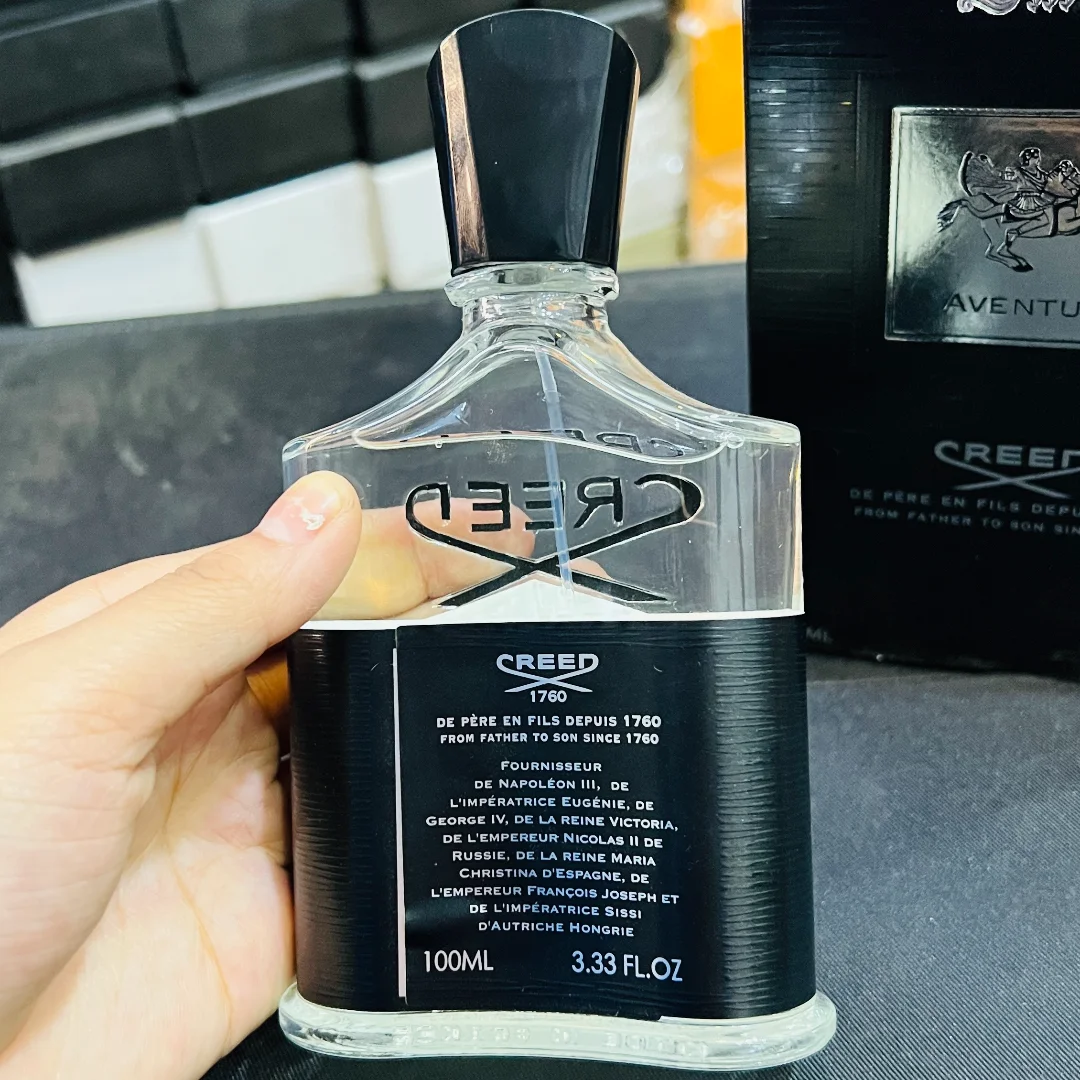 CREED
CREED
1760
DE PÈRE EN FILS DEPUIS 1760
FROM FATHER TO SON SINCE 1760
FOURNISSEUR
DE NAPOLÉON III, DE
L'IMPÉRATRICE EUGÉNIE, DE
GEORGE IV, DE LA REINE VICTORIA,
DE L'EMPEREUR NICOLAS II DE
RUSSIE, DE LA REINE MARIA
CHRISTINA D'ESPAGNE, DE
L'EMPEREUR FRANÇOIS JOSEPH ET
DE L'IMPÉRATRICE SISSI
D'AUTRICHE HONGRIE
100ML 3.33 FL.OZ
AVENTU
CREED
DE PÈRE EN FILS DEPU
FROM FATHER TO SON SIN
ML